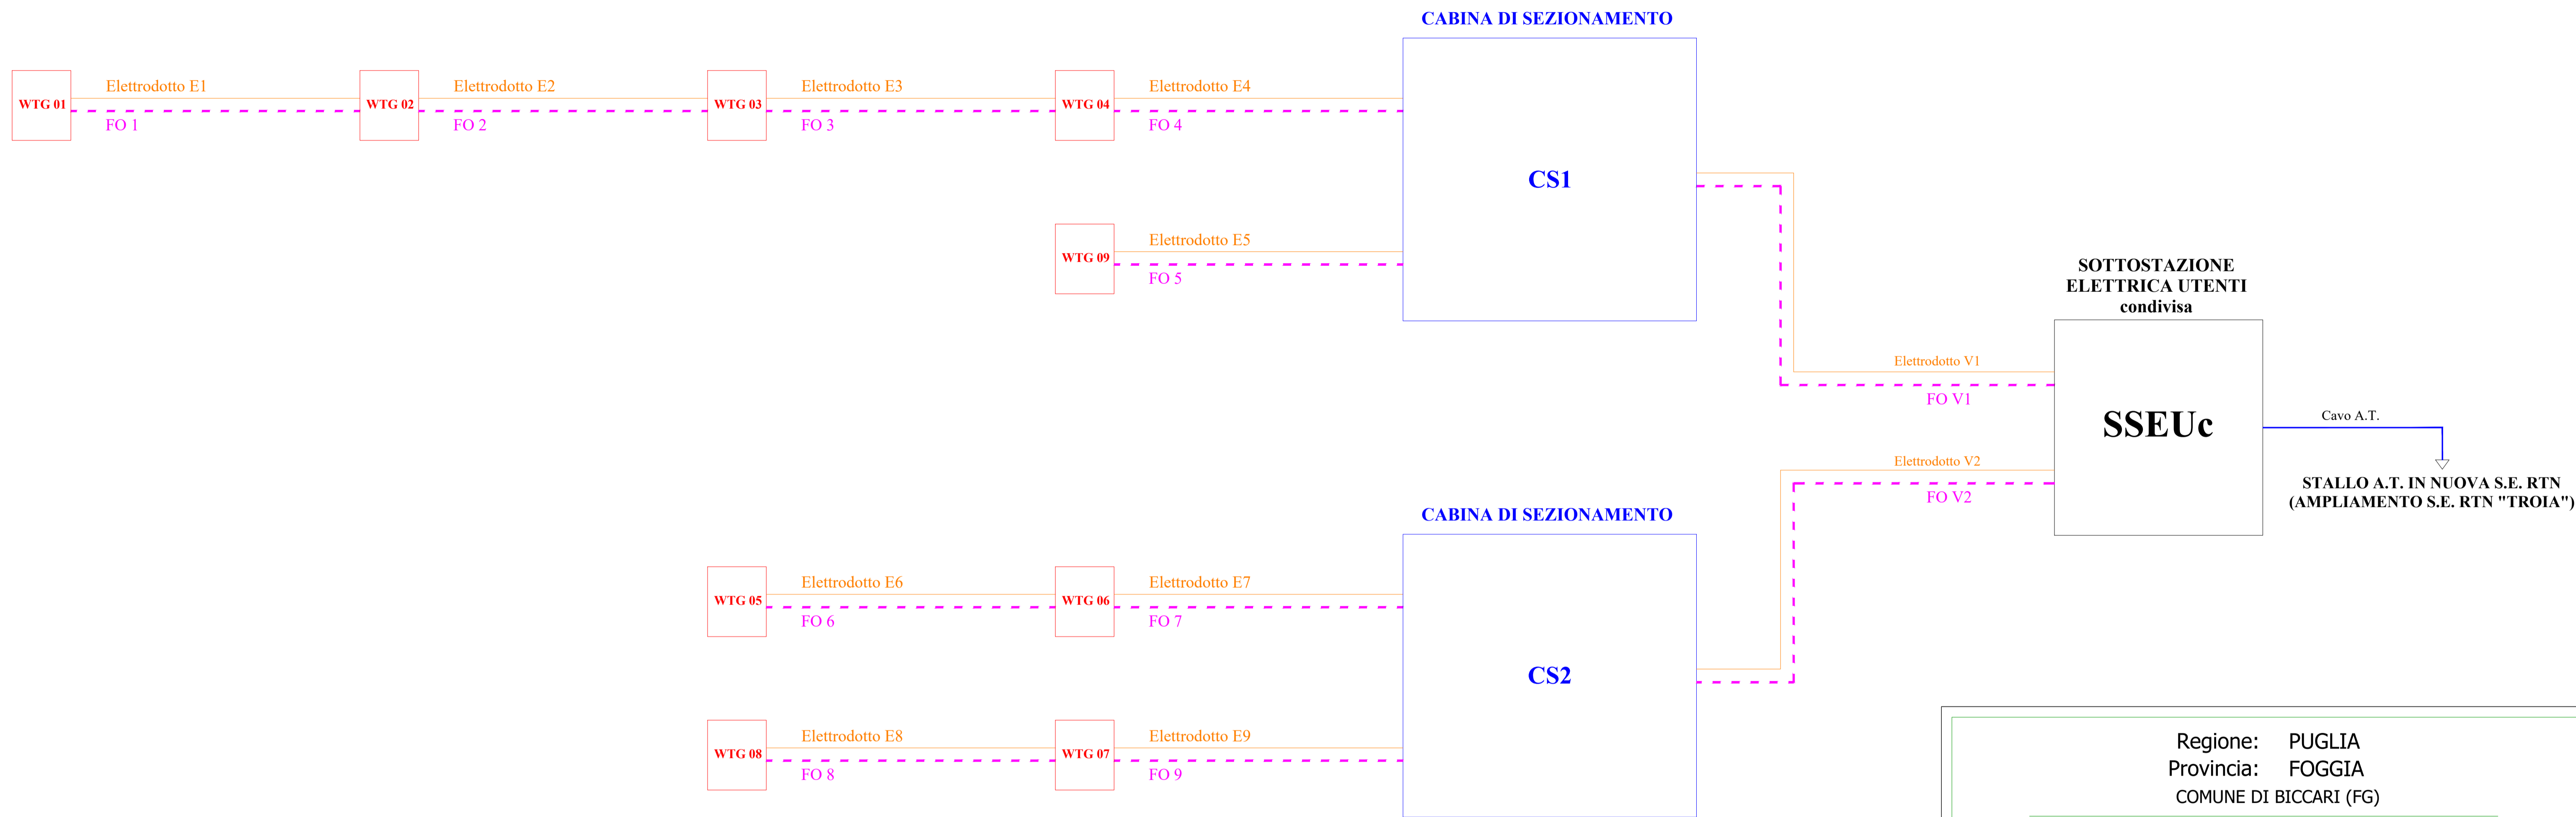 CABINA DI SEZIONAMENTO
WTG 01
Elettrodotto E1
FO 1
WTG 02
Elettrodotto E2
FO 2
WTG 03
Elettrodotto E3
FO 3
WTG 04
Elettrodotto E4
FO 4
CS1
WTG 09
Elettrodotto E5
FO 5
SOTTOSTAZIONE
ELETTRICA UTENTI
condivisa
Elettrodotto V1
FO V1
SSEUc
Cavo A.T.
Elettrodotto V2
FO V2
STALLO A.T. IN NUOVA S.E. RTN
(AMPLIAMENTO S.E. RTN "TROIA")
CABINA DI SEZIONAMENTO
WTG 05
Elettrodotto E6
FO 6
WTG 06
Elettrodotto E7
FO 7
CS2
WTG 08
Elettrodotto E8
FO 8
WTG 07
Elettrodotto E9
FO 9
Regione: PUGLIA
Provincia: FOGGIA
COMUNE DI BICCARI (FG)